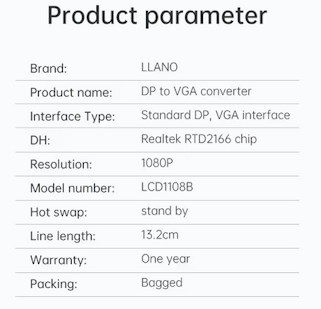 Product parameter
Brand: LLANO
Product name: DP to VGA converter
Interface Type: Standard DP, VGA interface
DH: Realtek RTD2166 chip
Resolution: 1080P
Model number: LCD1108B
Hot swap: stand by
Line length: 13.2cm
Warranty: One year
Packing: Bagged